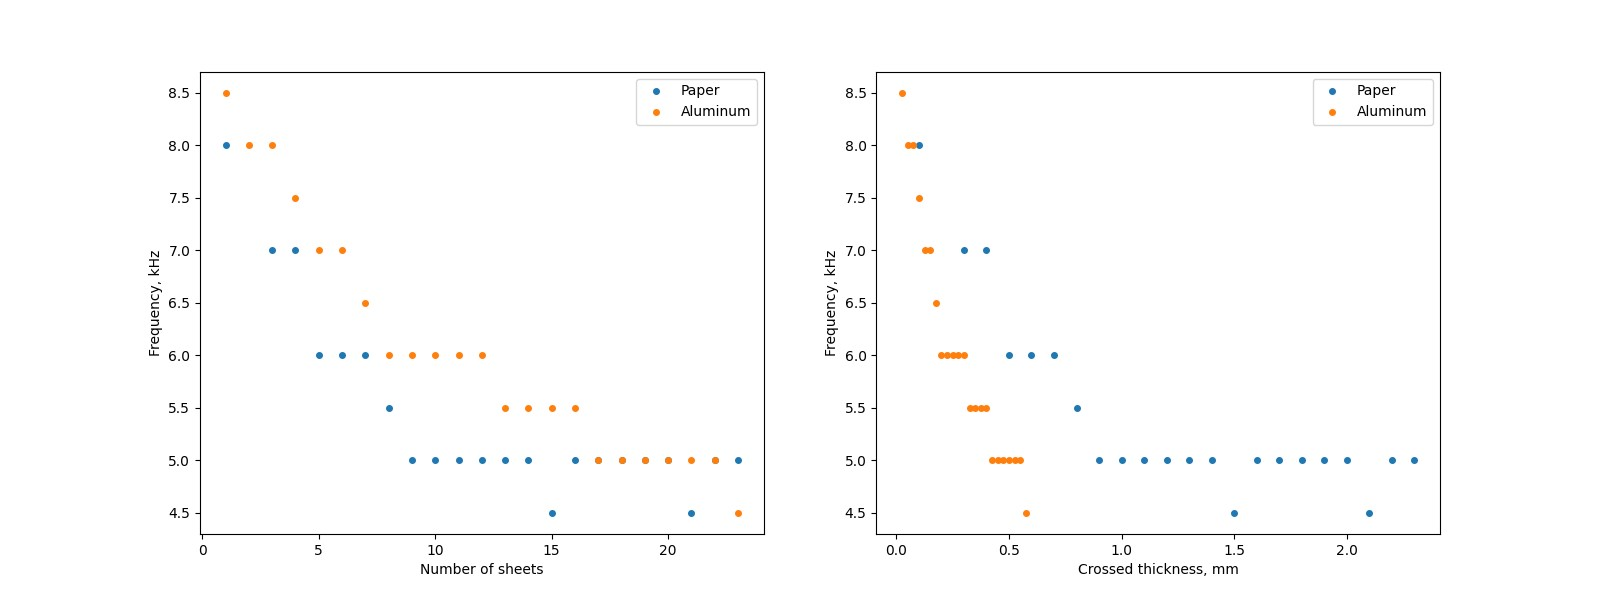 8.5
8.0
7.5
7.0
6.5
6.0
5.5
5.0
4.5
Frequency, kHz
0 5 10 15 20
Number of sheets
Paper
Aluminum
8.5
8.0
7.5
7.0
6.5
6.0
5.5
5.0
4.5
Frequency, kHz
0.0 0.5 1.0 1.5 2.0
Crossed thickness, mm
Paper
Aluminum